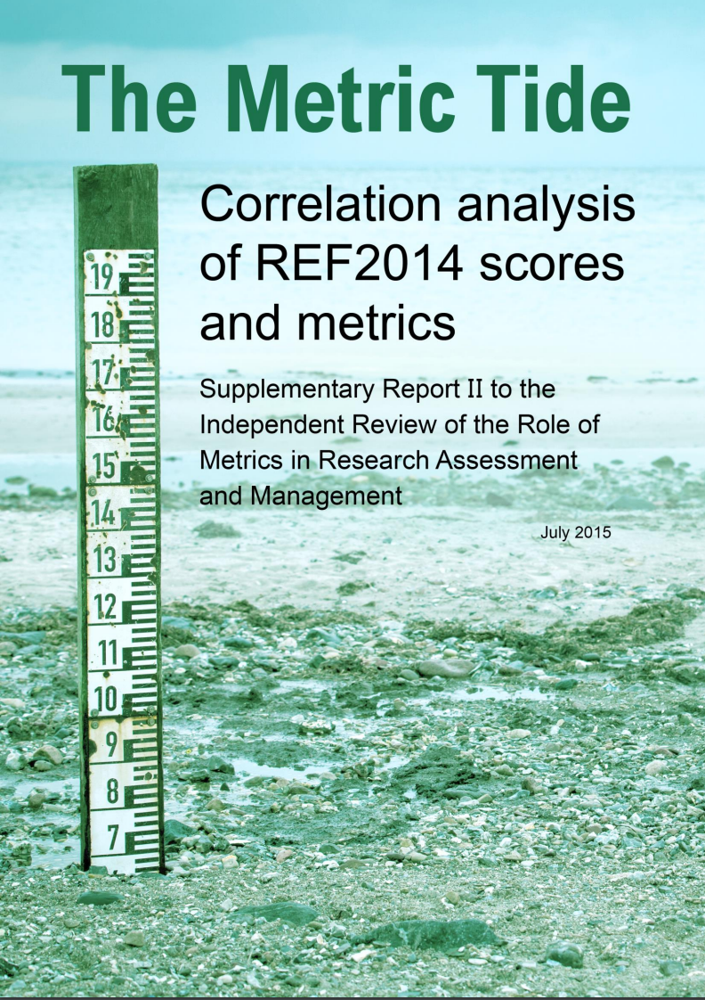 The Metric Tide
Correlation analysis
of REF2014 scores
and metrics
Supplementary Report II to the
Independent Review of the Role of
Metrics in Research Assessment
and Management
July 2015
19
18
17
16
15
14
13
12
11
10
9
8
7